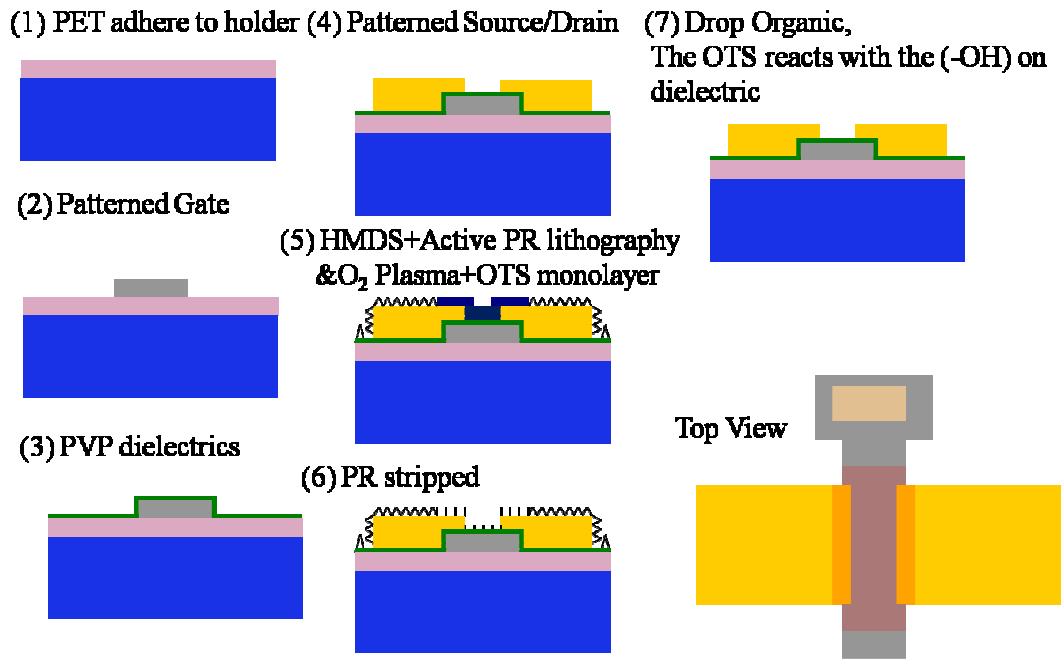 (1) PET adhere to holder
(2) Patterned Gate
(3) PVP dielectrics
(4) Patterned Source/Drain
(5) HMDS+Active PR lithography
&O₂ Plasma+OTS monolayer
(6) PR stripped
(7) Drop Organic,
The OTS reacts with the (-OH) on
dielectric
Top View